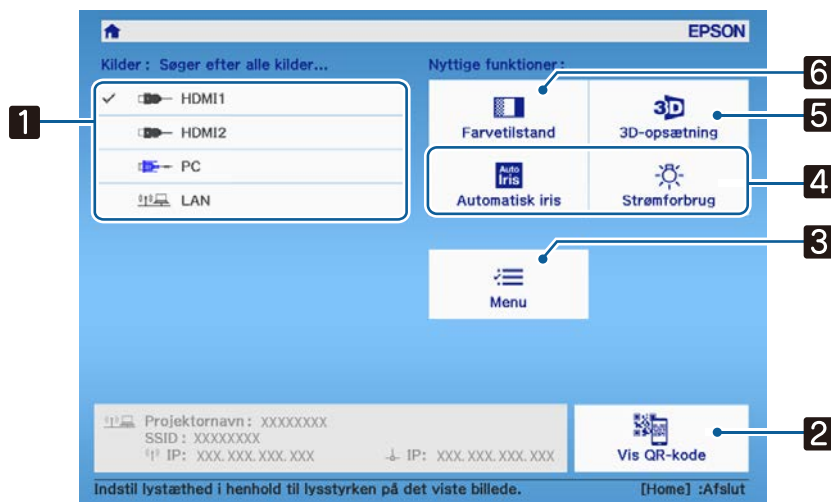 EPSON
Kilder : Søger efter alle kilder...
Nyttige funktioner :
1
HDMI1
HDMI2
PC
LAN
Farvetilstand
3D
3D-opsætning
Auto
Iris
Automatisk iris
Strømforbrug
6
5
4
3
Menu
Projektornavn : XXXXXXXX
SSID : XXXXXXXX
IP: XXX. XXX. XXX. XXX
IP: XXX. XXX. XXX. XXX
Vis QR-kode
2
Indstil lystæthed i henhold til lysstyrken på det viste billede.
[Home] :Afslut